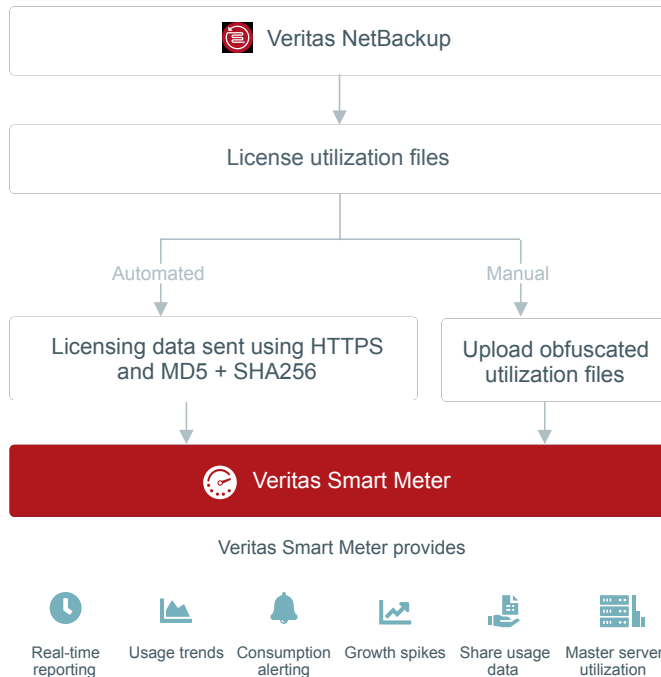 Veritas NetBackup
License utilization files
Automated
Manual
Licensing data sent using HTTPS
and MD5 + SHA256
Upload obfuscated
utilization files
Veritas Smart Meter
Veritas Smart Meter provides
Real-time
reporting
Usage trends
Consumption
alerting
Growth spikes
Share usage
data
Master server
utilization